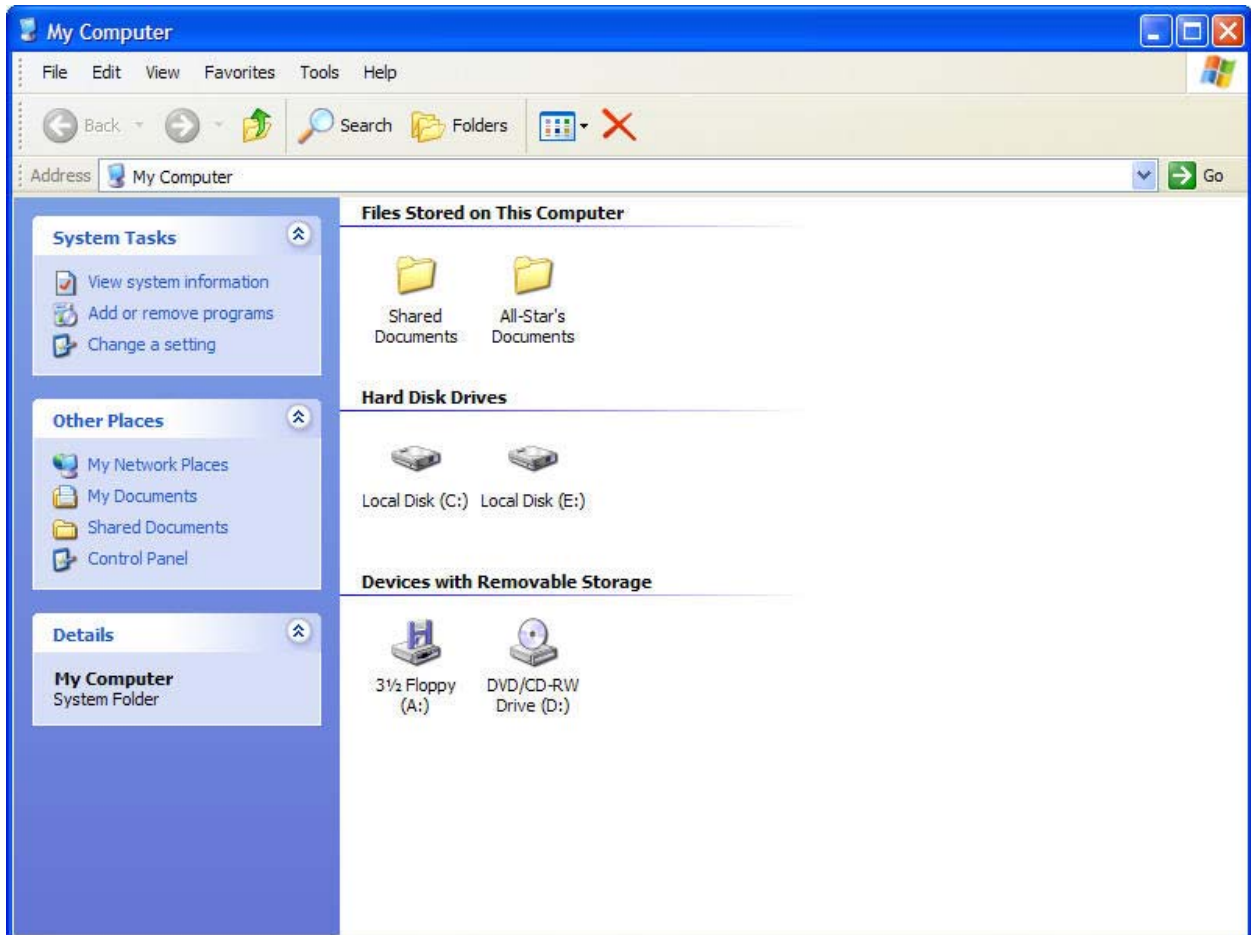 My Computer
File Edit View Favorites Tools Help
Back Search Folders
Address My Computer Go
System Tasks
View system information
Add or remove programs
Change a setting
Other Places
My Network Places
My Documents
Shared Documents
Control Panel
Details
My Computer
System Folder
Files Stored on This Computer
Shared Documents
All-Star's Documents
Hard Disk Drives
Local Disk (C:) Local Disk (E:)
Devices with Removable Storage
3½ Floppy (A:)
DVD/CD-RW Drive (D:)